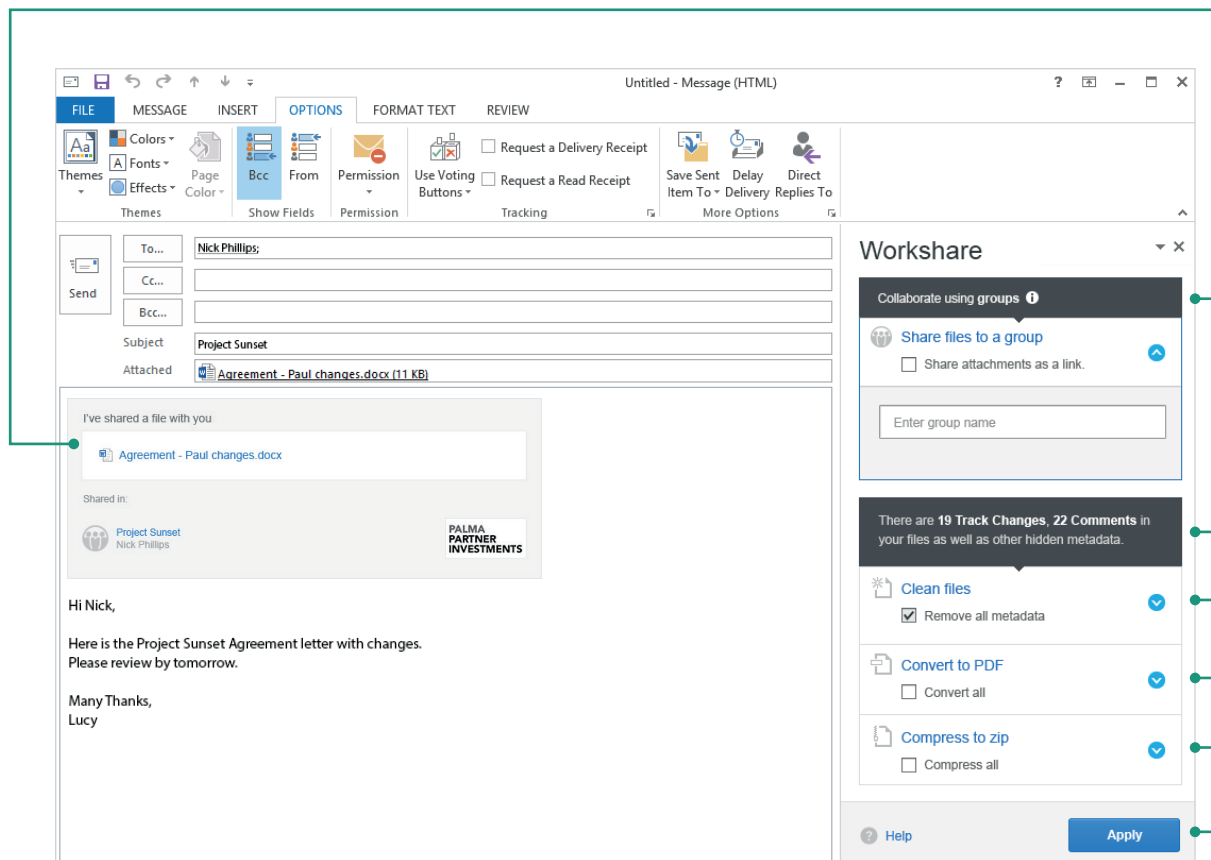 Untitled - Message (HTML)
?
FILE MESSAGE INSERT OPTIONS FORMAT TEXT REVIEW
Themes
Colors
Fonts
Effects
Page
Color
Themes
Bcc
From
Show Fields
Permission
Permission
Use Voting
Buttons
Request a Delivery Receipt
Request a Read Receipt
Tracking
Save Sent
Item To
Delay
Delivery
Direct
Replies To
More Options
Send
To...
Nick Phillips;
Cc...
Bcc...
Subject
Project Sunset
Attached
Agreement - Paul changes.docx (11 KB)
I've shared a file with you
Agreement - Paul changes.docx
Shared in:
Project Sunset
Nick Phillips
PALMA
PARTNER
INVESTMENTS
Hi Nick,
Here is the Project Sunset Agreement letter with changes.
Please review by tomorrow.
Many Thanks,
Lucy
Workshare
Collaborate using groups
Share files to a group
Share attachments as a link.
Enter group name
There are 19 Track Changes, 22 Comments in
your files as well as other hidden metadata.
Clean files
Remove all metadata
Convert to PDF
Convert all
Compress to zip
Compress all
? Help
Apply